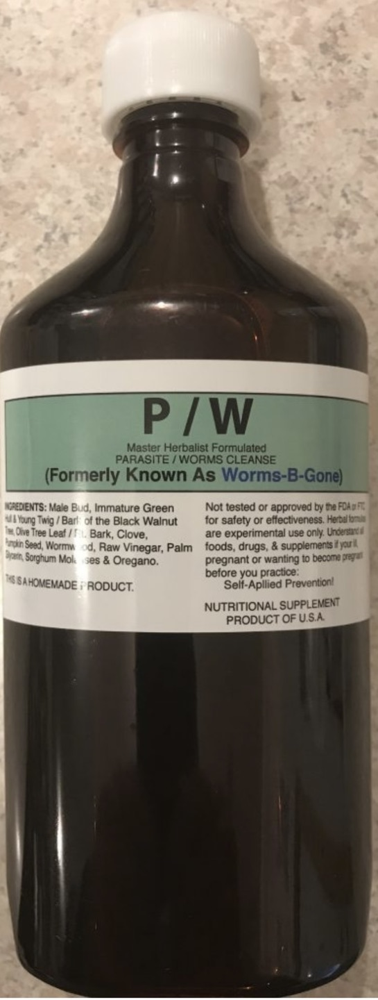 P / W
Master Herbalist Formulated
PARASITE / WORMS CLEANSE
(Formerly Known As Worms-B-Gone)
INGREDIENTS: Male Bud, Immature Green
Hull & Young Twig / Bark of the Black Walnut
Tree, Olive Tree Leaf / Bark, Clove,
Pumpkin Seed, Wormwood, Raw Vinegar, Palm
Glycerin, Sorghum Molasses & Oregano.
THIS IS A HOMEMADE PRODUCT.
Not tested or approved by the FDA or FTC
for safety or effectiveness. Herbal formulas
are experimental use only. Understand all
foods, drugs, & supplements if your ill,
pregnant or wanting to become pregnant
before you practice:
Self-Apllied Prevention!
NUTRITIONAL SUPPLEMENT
PRODUCT OF U.S.A.